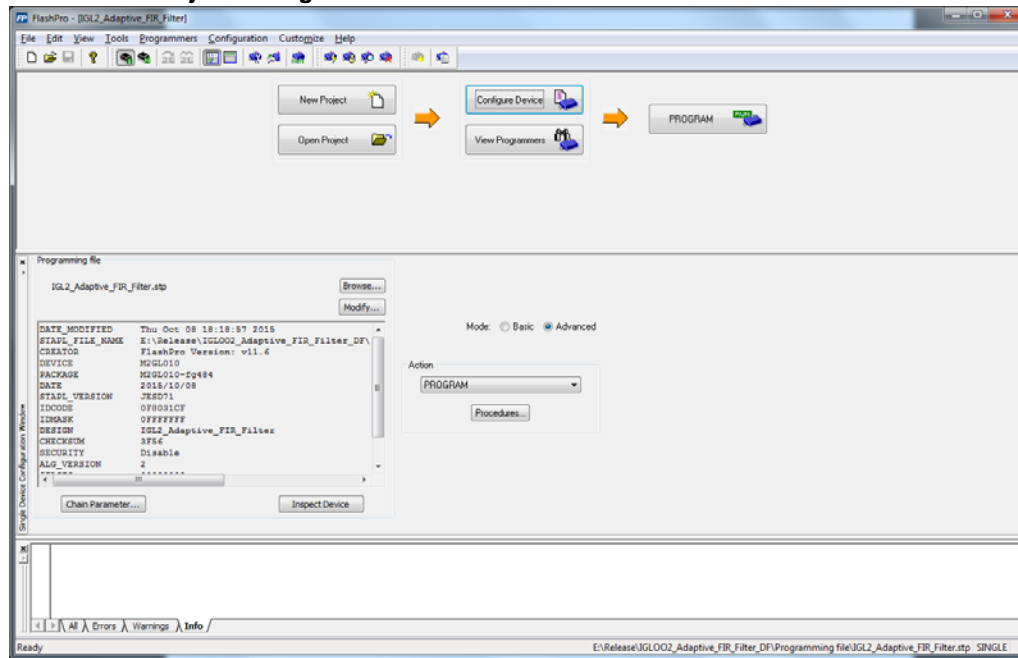 FlashPro - [IGL2_Adaptive_FIR_Filter]
File Edit View Tools Programmers Configuration Customize Help
New Project
Configure Device
PROGRAM
Open Project
View Programmers
Programming file
IGL2_Adaptive_FIR_Filter.stp
Browse...
Modify...
DATE_MODIFIED Thu Oct 08 18:18:57 2015
STAPL_FILE_NAME E:\Release\IGLOO2_Adaptive_FIR_Filter_DF\
CREATOR FlashPro Version: v11.6
DEVICE M2GL010
PACKAGE M2GL010-fg484
DATE 2015/10/08
STAPL_VERSION JESD71
IDCODE 0F8031CF
IDMASK 0FFFFFFF
DESIGN IGL2_Adaptive_FIR_Filter
CHECKSUM 3F56
SECURITY Disable
ALG_VERSION 2
Chain Parameter...
Inspect Device
Mode: Basic Advanced
Action
PROGRAM
Procedures...
Single Device Configuration Window
All Errors Warnings Info
Ready
E:\Release\IGLOO2_Adaptive_FIR_Filter_DF\Programming file\IGL2_Adaptive_FIR_Filter.stp SINGLE